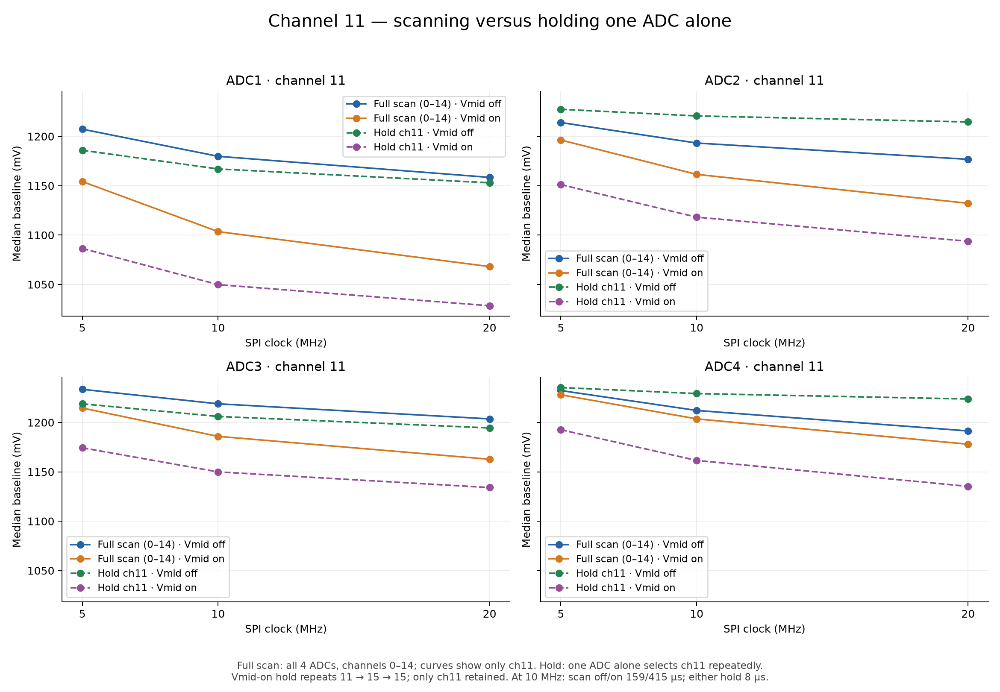 Channel 11 — scanning versus holding one ADC alone
ADC1 · channel 11
Median baseline (mV)
1200
1150
1100
1050
Full scan (0–14) · Vmid off
Full scan (0–14) · Vmid on
Hold ch11 · Vmid off
Hold ch11 · Vmid on
5
10
20
SPI clock (MHz)
ADC2 · channel 11
Median baseline (mV)
Full scan (0–14) · Vmid off
Full scan (0–14) · Vmid on
Hold ch11 · Vmid off
Hold ch11 · Vmid on
5
10
20
SPI clock (MHz)
ADC3 · channel 11
Median baseline (mV)
1200
1150
1100
1050
Full scan (0–14) · Vmid off
Full scan (0–14) · Vmid on
Hold ch11 · Vmid off
Hold ch11 · Vmid on
5
10
20
SPI clock (MHz)
ADC4 · channel 11
Median baseline (mV)
Full scan (0–14) · Vmid off
Full scan (0–14) · Vmid on
Hold ch11 · Vmid off
Hold ch11 · Vmid on
5
10
20
SPI clock (MHz)
Full scan: all 4 ADCs, channels 0–14; curves show only ch11. Hold: one ADC alone selects ch11 repeatedly.
Vmid-on hold repeats 11 → 15 → 15; only ch11 retained. At 10 MHz: scan off/on 159/415 µs; either hold 8 µs.